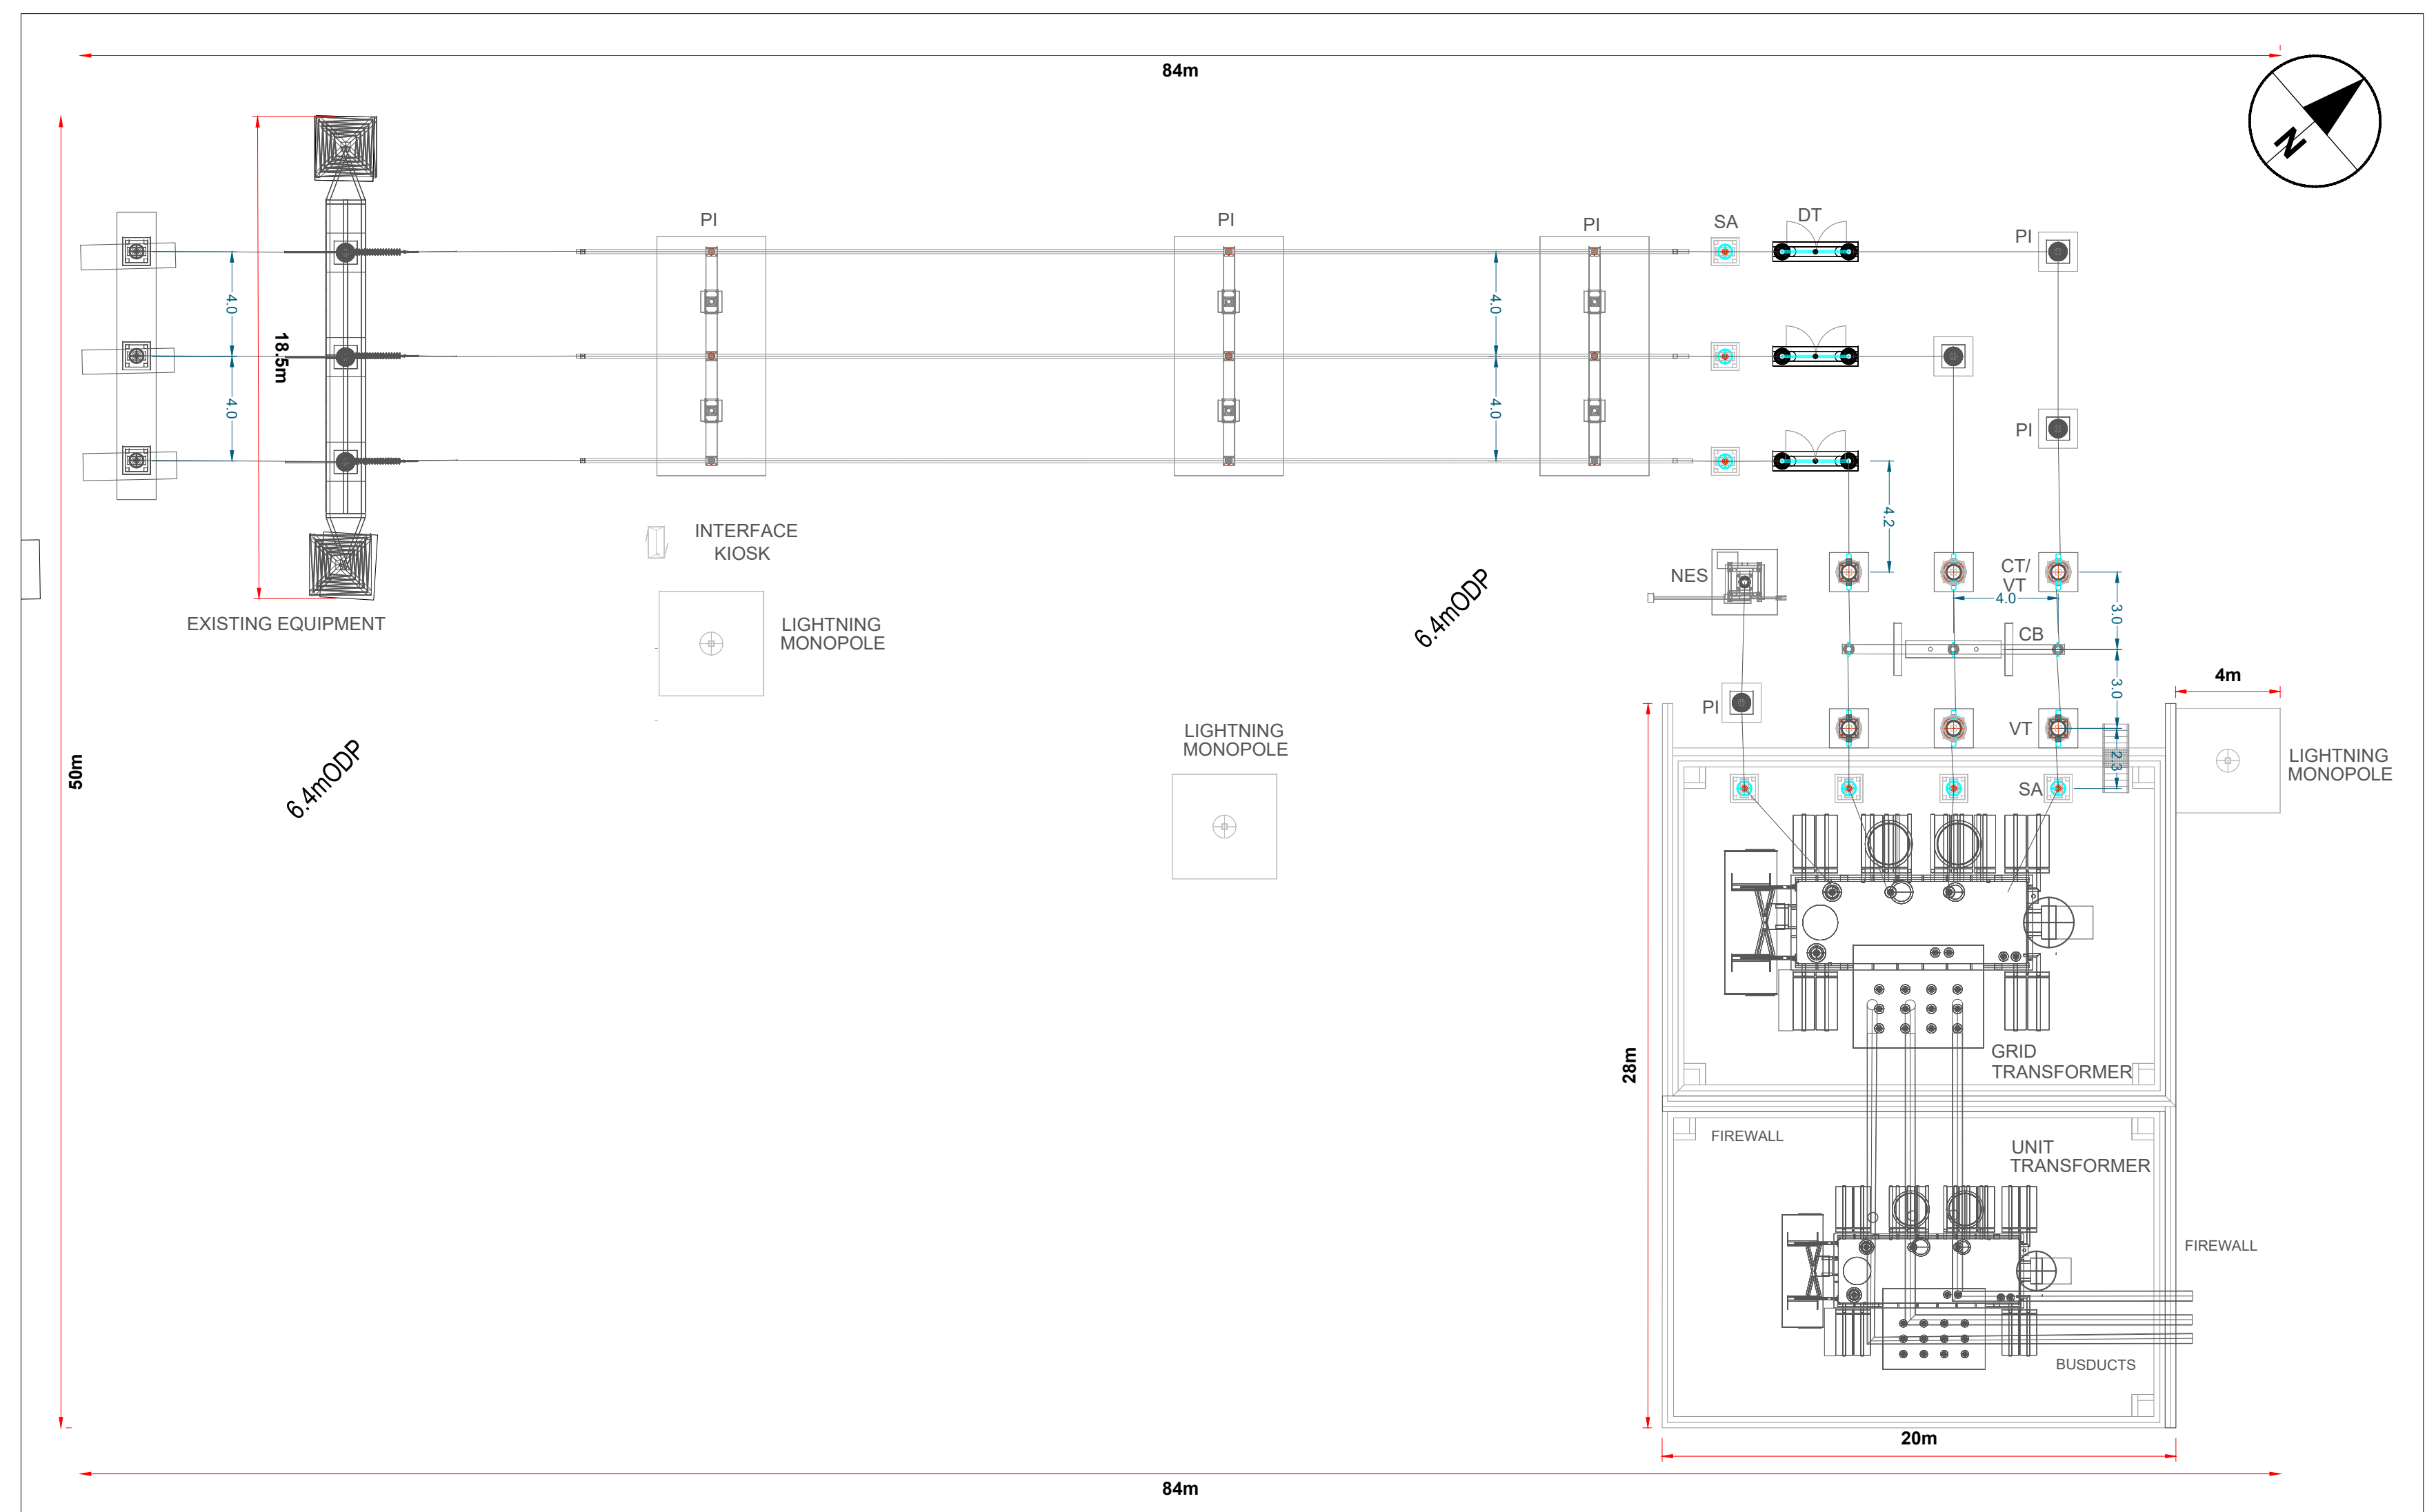 84m
N
PI
PI
PI
SA
DT
PI
4.0
4.0
18.5m
4.0
4.0
PI
4.2
INTERFACE
KIOSK
EXISTING EQUIPMENT
LIGHTNING
MONOPOLE
6.4mODP
NES
CT/
VT
4.0
3.0
CB
3.0
4m
PI
VT
2.3
LIGHTNING
MONOPOLE
LIGHTNING
MONOPOLE
50m
6.4mODP
SA
28m
GRID
TRANSFORMER
FIREWALL
UNIT
TRANSFORMER
FIREWALL
BUSDUCTS
20m
84m